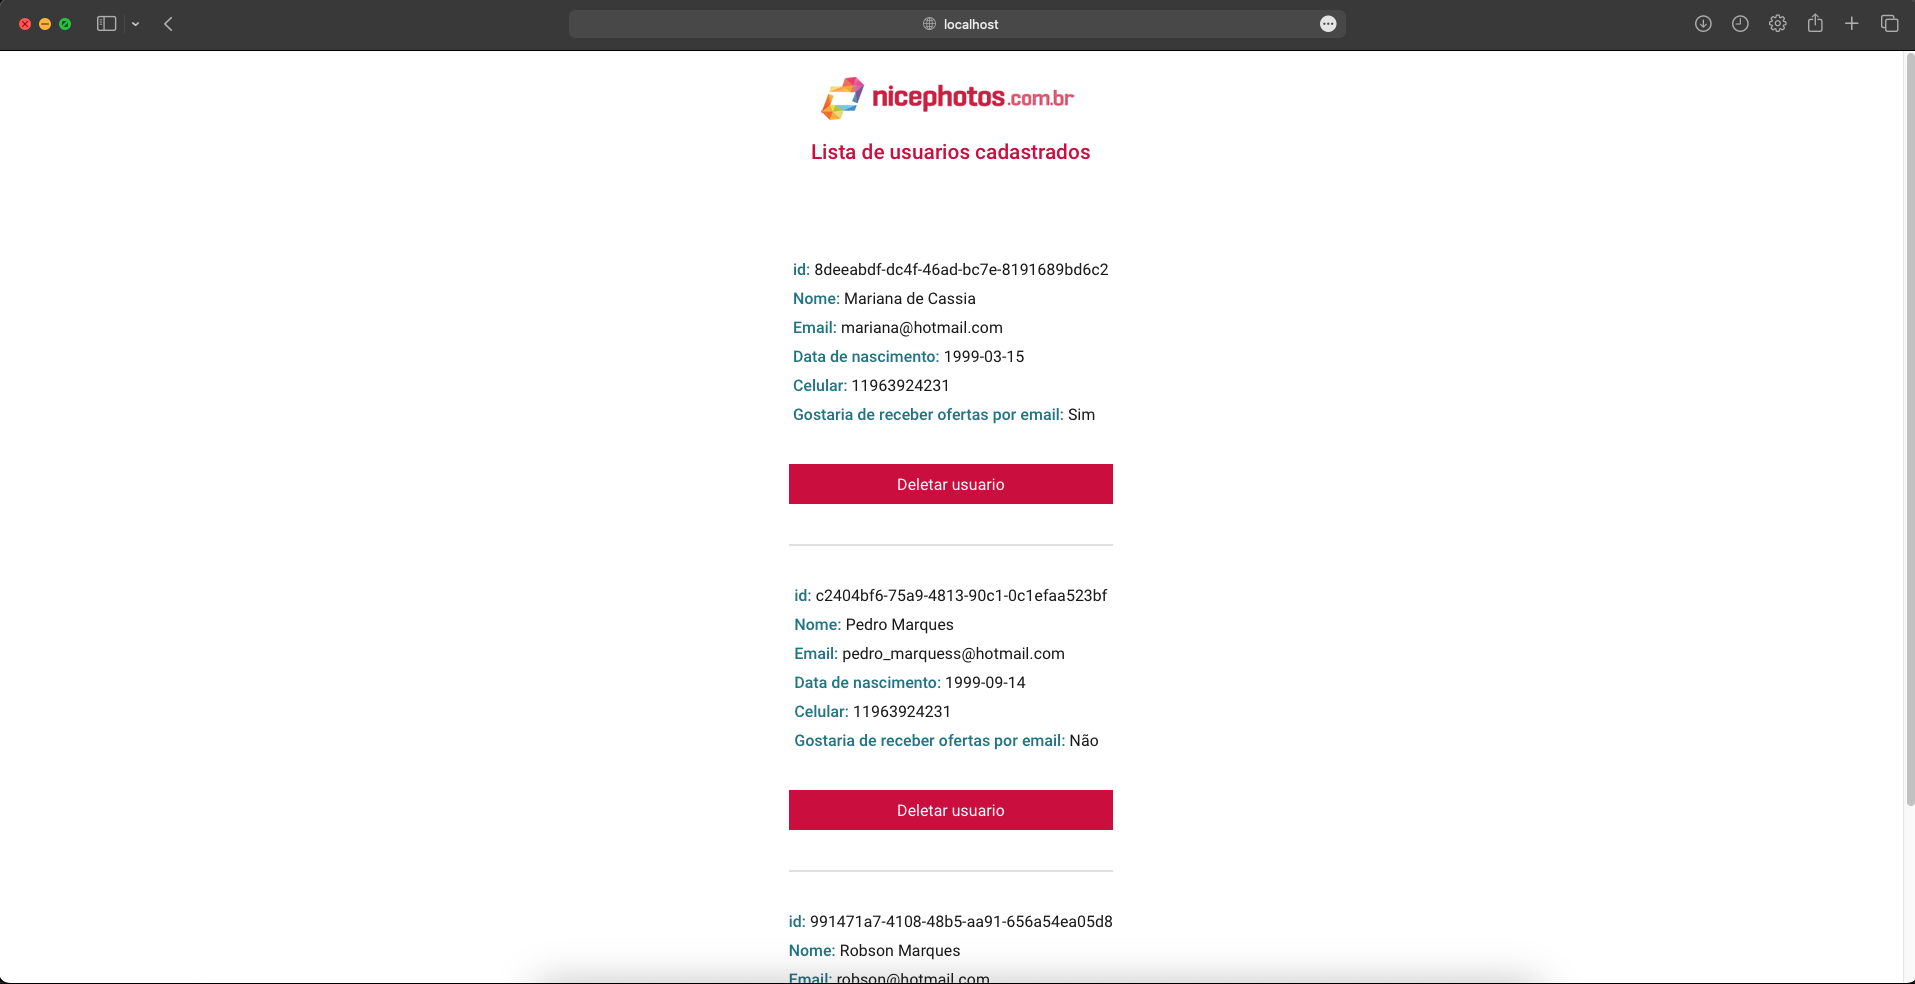 localhost
nicephotos.com.br
Lista de usuarios cadastrados
id: 8deeabdf-dc4f-46ad-bc7e-8191689bd6c2
Nome: Mariana de Cassia
Email: mariana@hotmail.com
Data de nascimento: 1999-03-15
Celular: 11963924231
Gostaria de receber ofertas por email: Sim
Deletar usuario
id: c2404bf6-75a9-4813-90c1-0c1efaa523bf
Nome: Pedro Marques
Email: pedro_marquess@hotmail.com
Data de nascimento: 1999-09-14
Celular: 11963924231
Gostaria de receber ofertas por email: Não
Deletar usuario
id: 991471a7-4108-48b5-aa91-656a54ea05d8
Nome: Robson Marques
Email: robson@hotmail.com